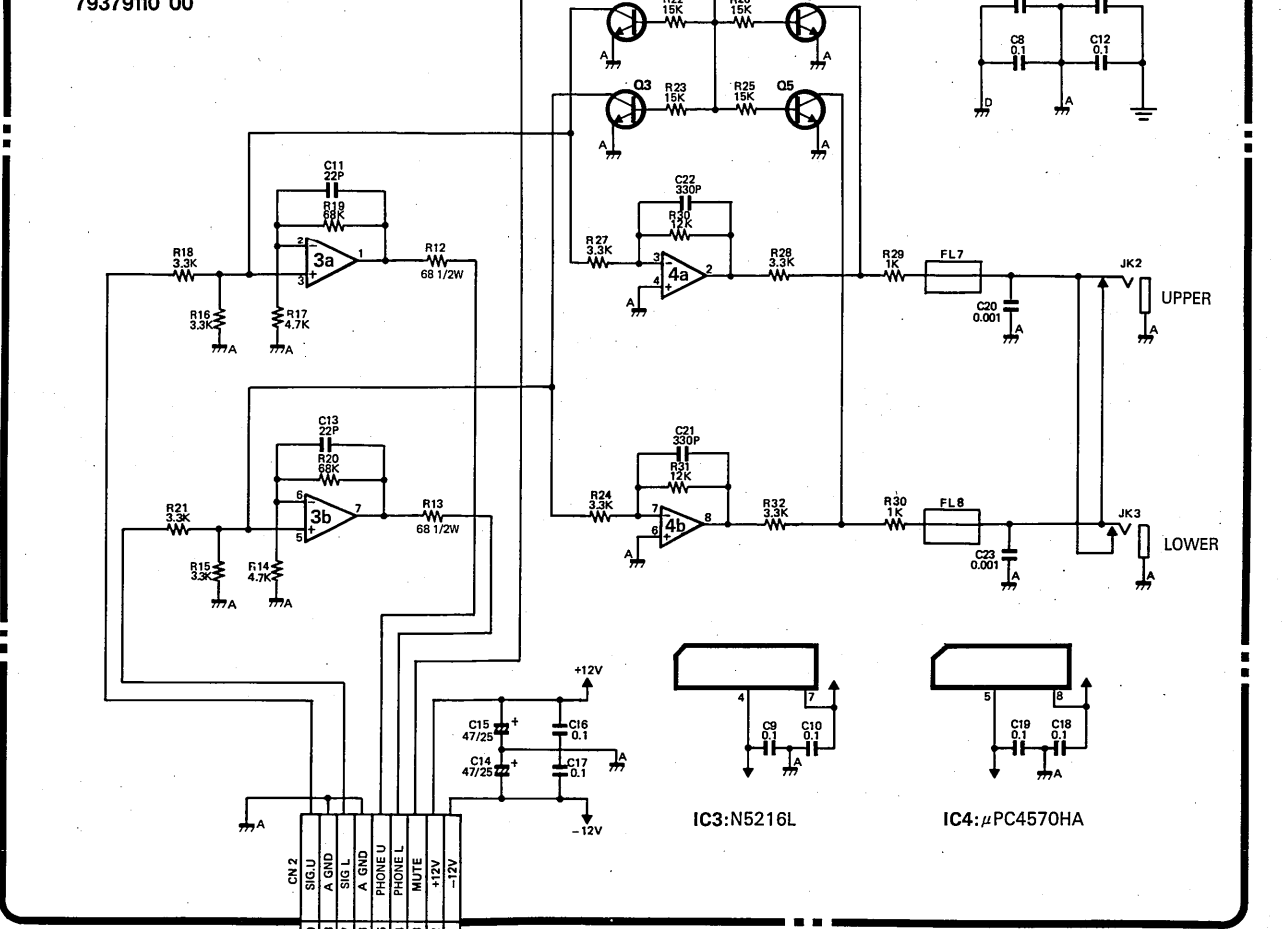 79379110 00
R22
15K
R26
15K
C8
0.1
C12
0.1
A
A
Q3
R23
15K
R25
15K
Q5
D
A
A
A
C11
22P
R19
68K
C22
330P
R30
12K
R18
3.3K
2
−
3a
1
+
3
R12
68 1/2W
R27
3.3K
3
−
4a
2
4
+
R28
3.3K
R29
1K
FL7
JK2
UPPER
A
C20
0.001
A
A
R16
3.3K
R17
4.7K
A
A
C13
22P
R20
68K
C21
330P
R31
12K
R21
3.3K
6
−
3b
7
+
5
R13
68 1/2W
R24
3.3K
7
−
4b
8
6
+
R32
3.3K
R30
1K
FL8
JK3
LOWER
A
C23
0.001
A
A
R15
3.3K
R14
4.7K
A
A
+12V
4
7
5
8
C15
47/25
+
C16
0.1
C9
0.1
C10
0.1
C19
0.1
C18
0.1
C14
47/25
+
C17
0.1
A
A
A
A
−12V
IC3:N5216L
IC4:μPC4570HA
CN 2
SIG.U
A GND
SIG L
A GND
PHONE U
PHONE L
MUTE
+12V
−12V